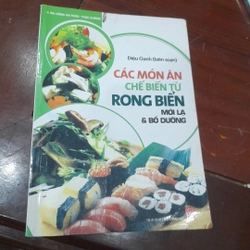 Diệu Oanh (biên soạn)
CÁC MÓN ĂN
CHẾ BIẾN TỪ
RONG BIỂN
MỚI LẠ
& BỔ DƯỠNG